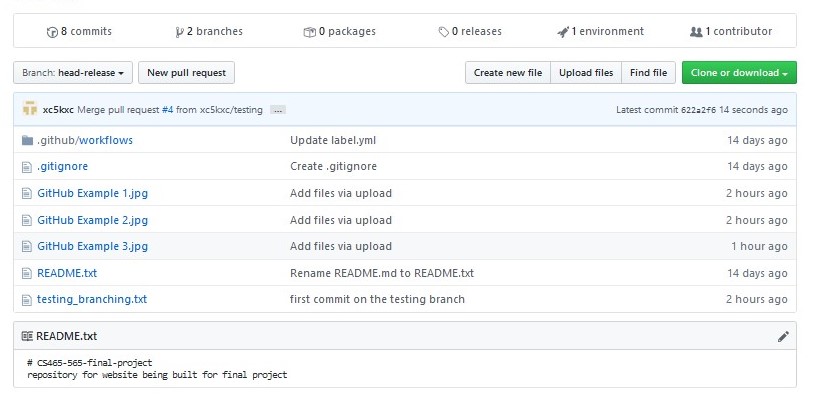 8 commits 2 branches 0 packages 0 releases 1 environment 1 contributor
Branch: head-release New pull request Create new file Upload files Find file Clone or download
xc5kxc Merge pull request #4 from xc5kxc/testing ... Latest commit 622a2f6 14 seconds ago
.github/workflows Update label.yml 14 days ago
.gitignore Create .gitignore 14 days ago
GitHub Example 1.jpg Add files via upload 2 hours ago
GitHub Example 2.jpg Add files via upload 2 hours ago
GitHub Example 3.jpg Add files via upload 1 hour ago
README.txt Rename README.md to README.txt 14 days ago
testing_branching.txt first commit on the testing branch 2 hours ago
README.txt
# CS465-565-final-project
repository for website being built for final project